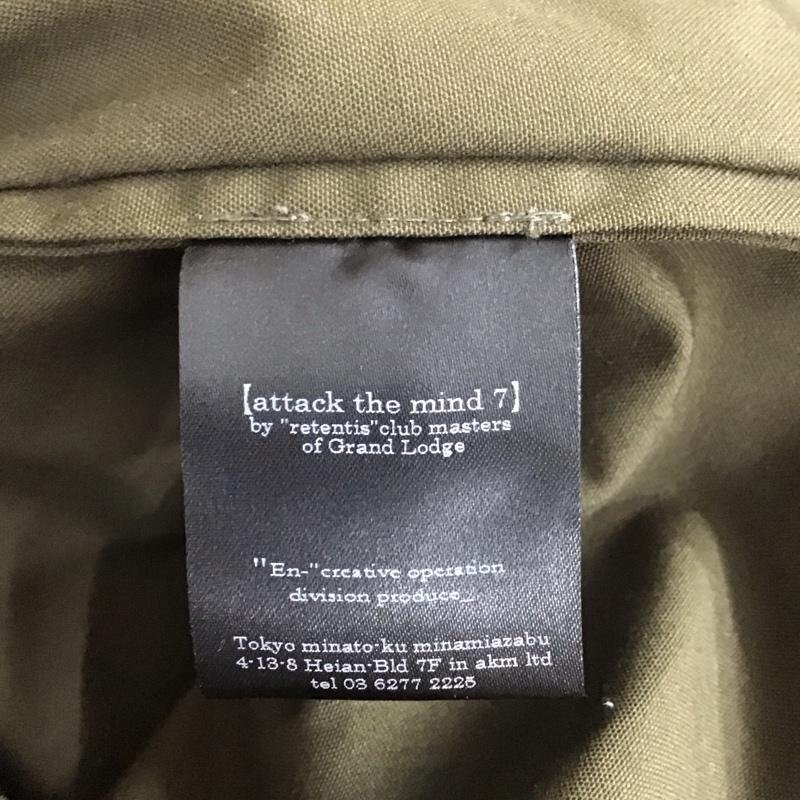 【attack the mind 7】
by "retentis"club masters
of Grand Lodge
"En-"creative operation
division produce_
Tokyo minato-ku minamiazabu
4-13-8 Heian-Bld 7F in akm ltd
tel 03 6277 2225